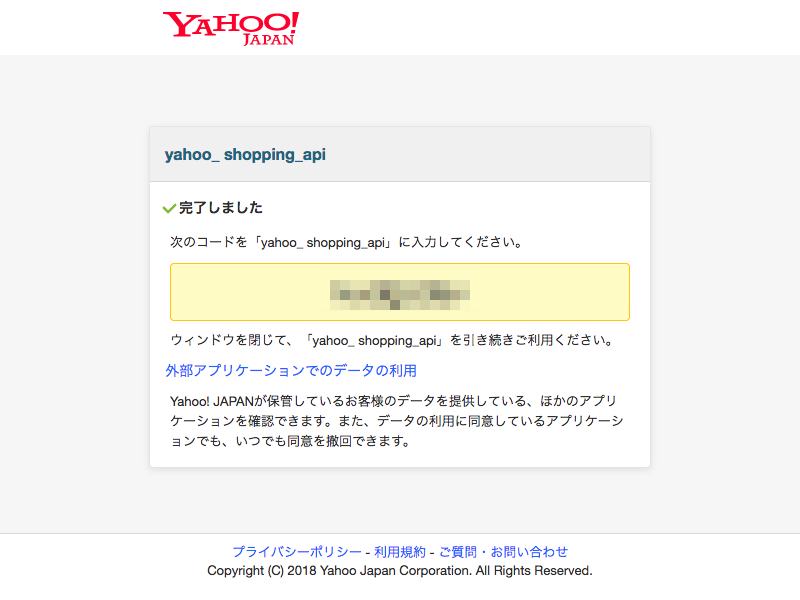 YAHOO!
JAPAN
yahoo_ shopping_api
完了しました
次のコードを「yahoo_ shopping_api」に入力してください。
ウィンドウを閉じて、「yahoo_ shopping_api」を引き続きご利用ください。
外部アプリケーションでのデータの利用
Yahoo! JAPANが保管しているお客様のデータを提供している、ほかのアプリ
ケーションを確認できます。また、データの利用に同意しているアプリケーシ
ョンでも、いつでも同意を撤回できます。
プライバシーポリシー - 利用規約 - ご質問・お問い合わせ
Copyright (C) 2018 Yahoo Japan Corporation. All Rights Reserved.